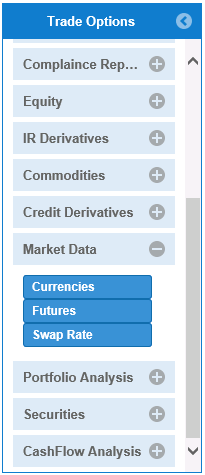 Trade Options
Complaince Rep...
Equity
IR Derivatives
Commodities
Credit Derivatives
Market Data
Currencies
Futures
Swap Rate
Portfolio Analysis
Securities
CashFlow Analysis